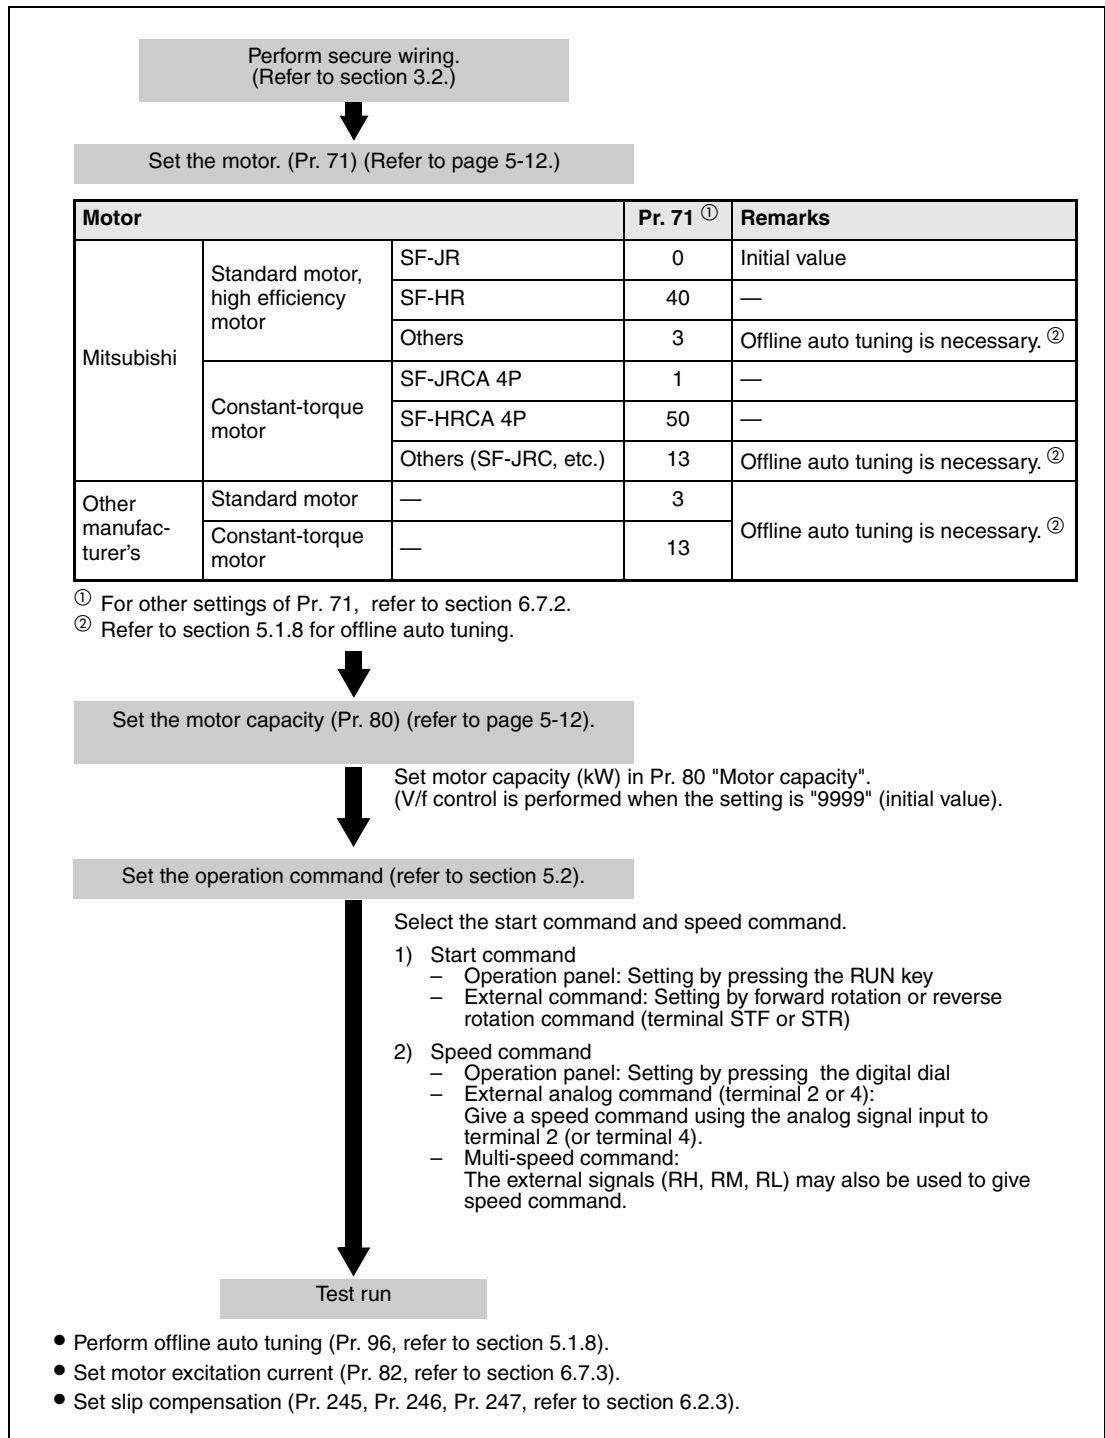 Perform secure wiring.
(Refer to section 3.2.)
Set the motor. (Pr. 71) (Refer to page 5-12.)
Motor Pr. 71 ① Remarks
Mitsubishi
Standard motor,
high efficiency
motor
SF-JR 0 Initial value
SF-HR 40 —
Others 3 Offline auto tuning is necessary. ②
Constant-torque
motor
SF-JRCA 4P 1 —
SF-HRCA 4P 50 —
Others (SF-JRC, etc.) 13 Offline auto tuning is necessary. ②
Other
manufac-
turer's
Standard motor — 3
Constant-torque
motor
— 13
Offline auto tuning is necessary. ②
① For other settings of Pr. 71, refer to section 6.7.2.
② Refer to section 5.1.8 for offline auto tuning.
Set the motor capacity (Pr. 80) (refer to page 5-12).
Set motor capacity (kW) in Pr. 80 "Motor capacity".
(V/f control is performed when the setting is "9999" (initial value).
Set the operation command (refer to section 5.2).
Select the start command and speed command.
1) Start command
– Operation panel: Setting by pressing the RUN key
– External command: Setting by forward rotation or reverse
rotation command (terminal STF or STR)
2) Speed command
– Operation panel: Setting by pressing the digital dial
– External analog command (terminal 2 or 4):
Give a speed command using the analog signal input to
terminal 2 (or terminal 4).
– Multi-speed command:
The external signals (RH, RM, RL) may also be used to give
speed command.
Test run
● Perform offline auto tuning (Pr. 96, refer to section 5.1.8).
● Set motor excitation current (Pr. 82, refer to section 6.7.3).
● Set slip compensation (Pr. 245, Pr. 246, Pr. 247, refer to section 6.2.3).